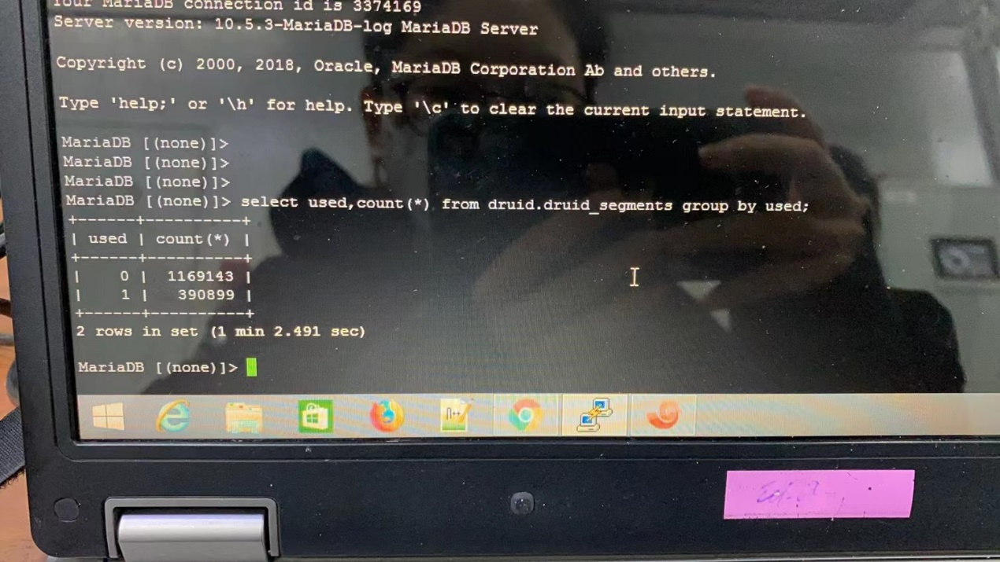 Your MariaDB connection id is 3374169
Server version: 10.5.3-MariaDB-log MariaDB Server
Copyright (c) 2000, 2018, Oracle, MariaDB Corporation Ab and others.
Type 'help;' or '\h' for help. Type '\c' to clear the current input statement.
MariaDB [(none)]>
MariaDB [(none)]>
MariaDB [(none)]>
MariaDB [(none)]> select used,count(*) from druid.druid_segments group by used;
+------+----------+
| used | count(*) |
+------+----------+
|    0 |  1169143 |
|    1 |   390899 |
+------+----------+
2 rows in set (1 min 2.491 sec)
MariaDB [(none)]>